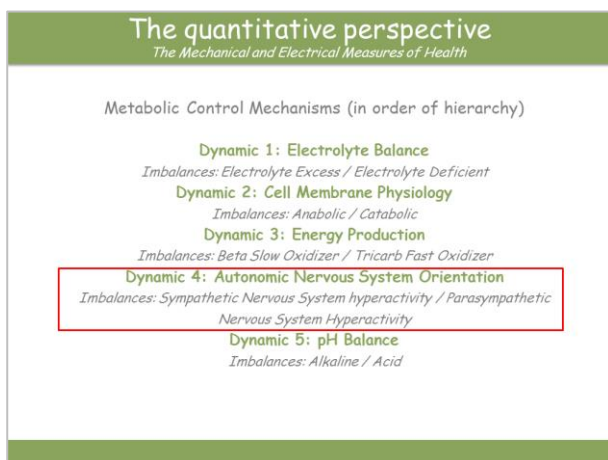 The quantitative perspective
The Mechanical and Electrical Measures of Health
Metabolic Control Mechanisms (in order of hierarchy)
Dynamic 1: Electrolyte Balance
Imbalances: Electrolyte Excess / Electrolyte Deficient
Dynamic 2: Cell Membrane Physiology
Imbalances: Anabolic / Catabolic
Dynamic 3: Energy Production
Imbalances: Beta Slow Oxidizer / Tricarb Fast Oxidizer
Dynamic 4: Autonomic Nervous System Orientation
Imbalances: Sympathetic Nervous System hyperactivity / Parasympathetic
Nervous System Hyperactivity
Dynamic 5: pH Balance
Imbalances: Alkaline / Acid